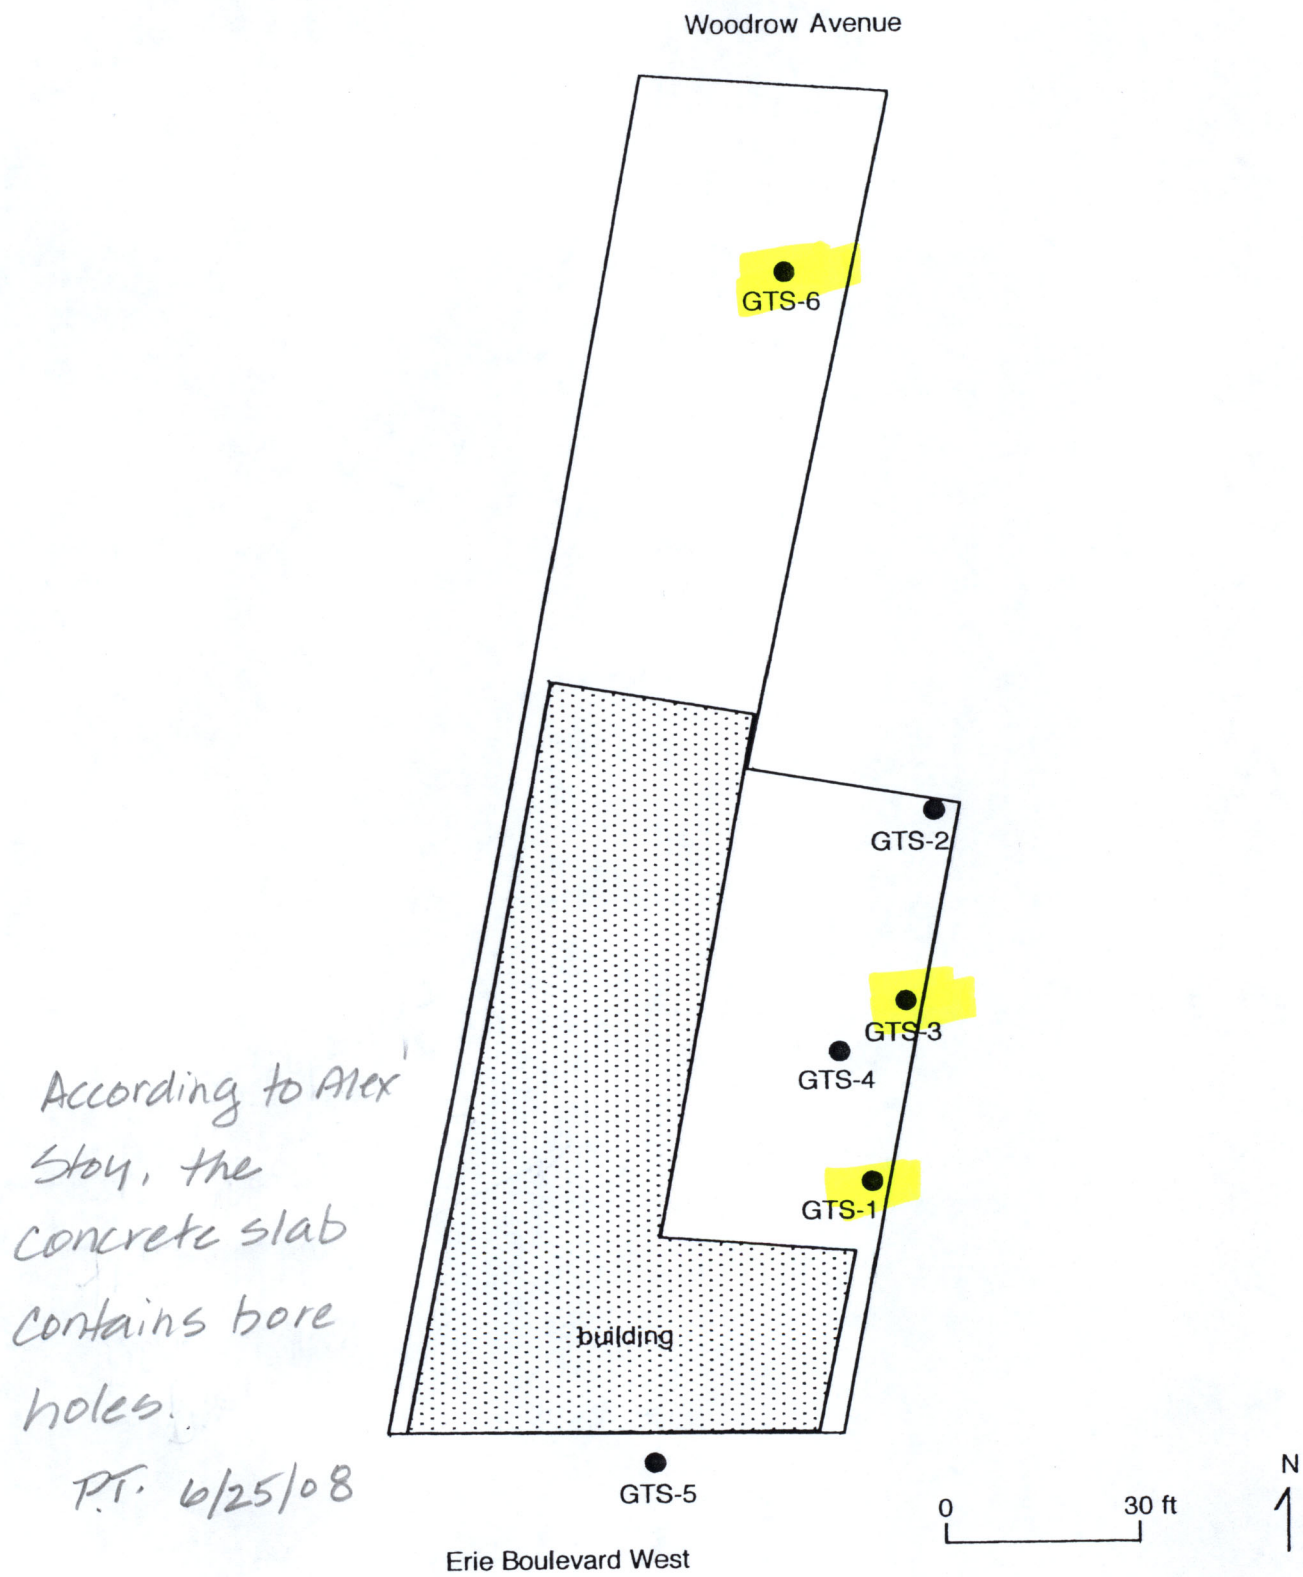 Woodrow Avenue
GTS-6
GTS-2
GTS-3
GTS-4
GTS-1
According to Alex
Stoy, the
concrete slab
contains bore
holes.
P.T. 6/25/08
building
GTS-5
0 30 ft
N
Erie Boulevard West